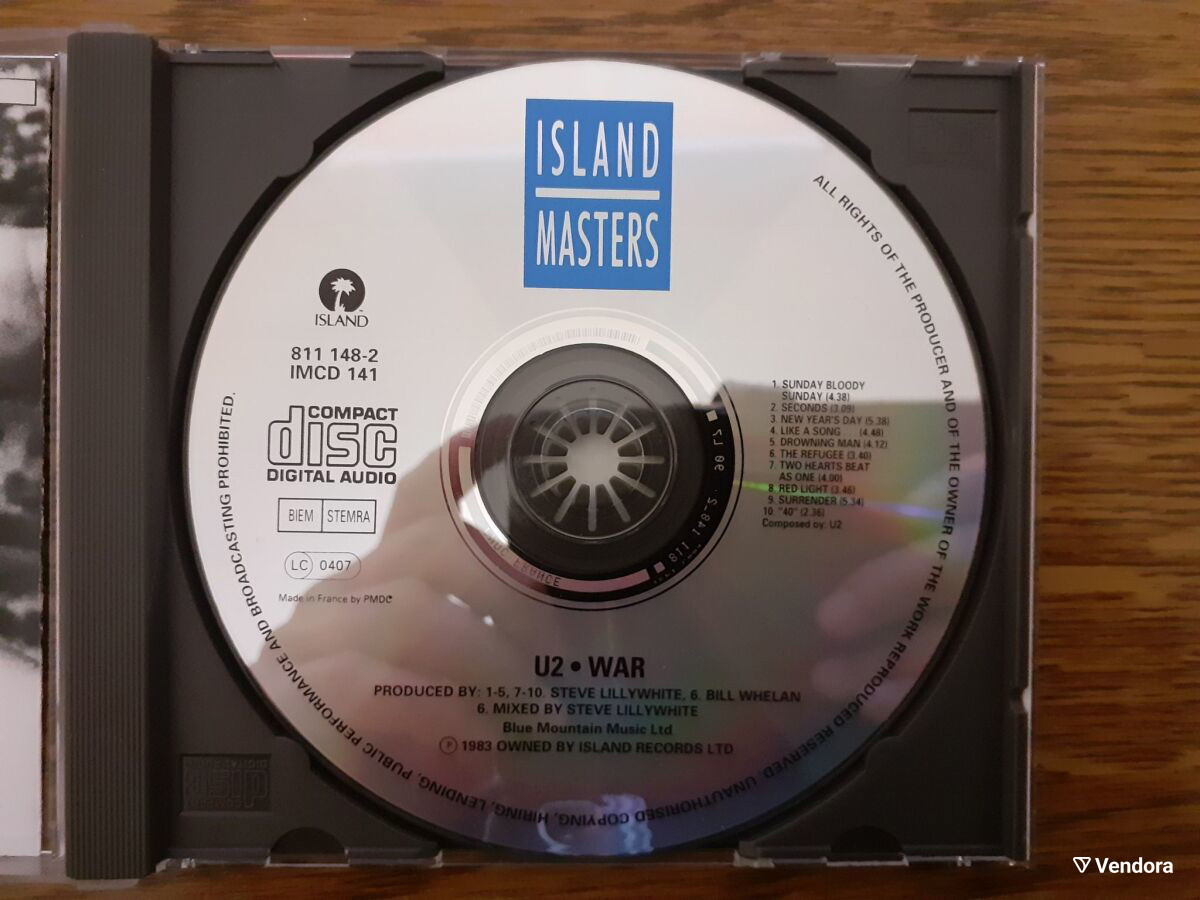 ISLAND
MASTERS
ISLAND
811 148-2
IMCD 141
COMPACT
disc
DIGITAL AUDIO
BIEM STEMRA
LC 0407
Made in France by PMDC
1. SUNDAY BLOODY
SUNDAY (4.38)
2. SECONDS (3.09)
3. NEW YEAR'S DAY (5.38)
4. LIKE A SONG... (4.48)
5. DROWNING MAN (4.12)
6. THE REFUGEE (3.40)
7. TWO HEARTS BEAT
AS ONE (4.00)
8. RED LIGHT (3.46)
9. SURRENDER (5.34)
10. "40" (2.36)
Composed by: U2
U2 • WAR
PRODUCED BY: 1-5, 7-10. STEVE LILLYWHITE, 6. BILL WHELAN
6. MIXED BY STEVE LILLYWHITE
Blue Mountain Music Ltd
Ⓟ 1983 OWNED BY ISLAND RECORDS LTD
ALL RIGHTS OF THE PRODUCER AND OF THE OWNER OF THE WORK REPRODUCED RESERVED. UNAUTHORISED COPYING, HIRING, LENDING, PUBLIC PERFORMANCE AND BROADCASTING PROHIBITED.
811 148-2
FRANCE
Vendora